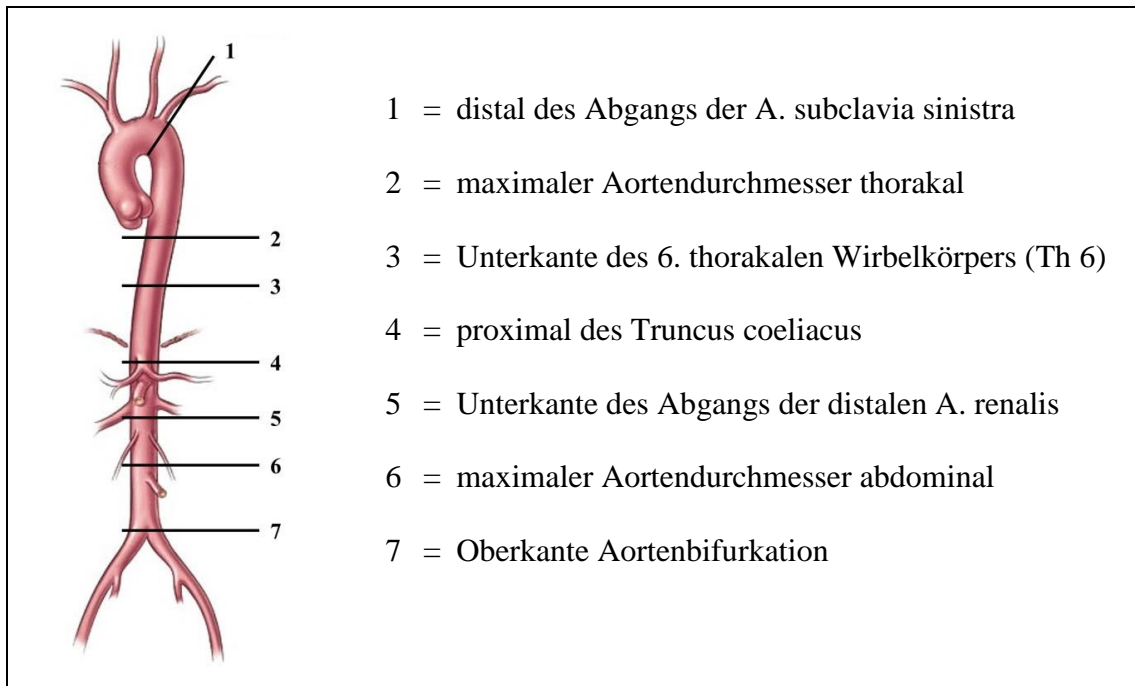 1
2
3
4
5
6
7
1 = distal des Abgangs der A. subclavia sinistra
2 = maximaler Aortendurchmesser thorakal
3 = Unterkante des 6. thorakalen Wirbelkörpers (Th 6)
4 = proximal des Truncus coeliacus
5 = Unterkante des Abgangs der distalen A. renalis
6 = maximaler Aortendurchmesser abdominal
7 = Oberkante Aortenbifurkation